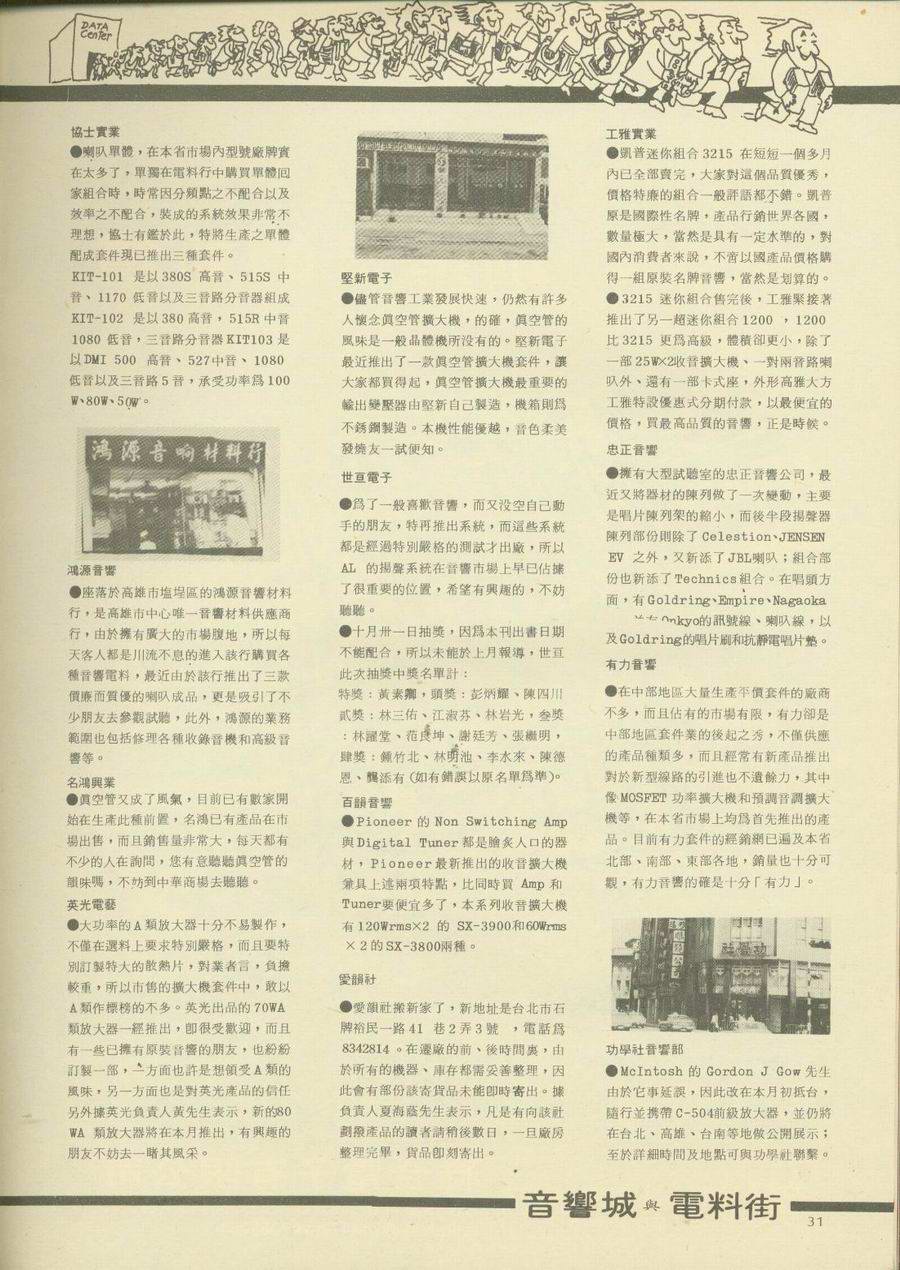 DATA
Center
協士實業
●喇叭單體，在本省市場內型號廠牌實
在太多了，單獨在電料行中購買單體回
家組合時，時常因分頻點之不配合以及
效率之不配合，裝成的系統效果非常不
理想，協士有鑑於此，特將生產之單體
配成套件現已推出三種套件。
KIT-101 是以380S 高音、515S 中
音、1170 低音以及三音路分音器組成
KIT-102 是以380高音，515R中音
1080 低音，三音路分音器KIT103是
以DMI 500 高音、527中音、1080
低音以及三音路5音，承受功率爲100
W、80W、50W。
鴻源音响材料行
鴻源音響
●座落於高雄市塩埕區的鴻源音響材料
行，是高雄市中心唯一音響材料供應商
行，由於擁有廣大的市場腹地，所以每
天客人都是川流不息的進入該行購買各
種音響電料，最近由於該行推出了三款
價廉而質優的喇叭成品，更是吸引了不
少朋友去參觀試聽，此外，鴻源的業務
範圍也包括修理各種收錄音機和高級音
響等。
名鴻興業
●眞空管又成了風氣，目前已有數家開
始在生產此種前置，名鴻已有產品在市
場出售，而且銷售量非常大，每天都有
不少的人在詢問，您有意聽聽眞空管的
韻味嗎，不妨到中華商場去聽聽。
英光電藝
●大功率的A類放大器十分不易製作，
不僅在選料上要求特別嚴格，而且要特
別訂製特大的散熱片，對業者言，負擔
較重，所以市售的擴大機套件中，敢以
A類作標榜的不多。英光出品的70WA
類放大器一經推出，卽很受歡迎，而且
有一些已擁有原裝音響的朋友，也紛紛
訂製一部，一方面也許是想領受A類的
風味，另一方面也是對英光產品的信任
另外據英光負責人黃先生表示，新的80
WA 類放大器將在本月推出，有興趣的
朋友不妨去一睹其風采。
堅新電子
●儘管音響工業發展快速，仍然有許多
人懷念眞空管擴大機，的確，眞空管的
風味是一般晶體機所沒有的。堅新電子
最近推出了一款眞空管擴大機套件，讓
大家都買得起，眞空管擴大機最重要的
輸出變壓器由堅新自己製造，機箱則爲
不銹鋼製造。本機性能優越，音色柔美
發燒友一試便知。
世亘電子
●爲了一般喜歡音響，而又沒空自己動
手的朋友，特再推出系統，而這些系統
都是經過特別嚴格的測試才出廠，所以
AL 的揚聲系統在音響市場上早已佔據
了很重要的位置，希望有興趣的，不妨
聽聽。
●十月卅一日抽獎，因爲本刊出書日期
不能配合，所以未能於上月報導，世亘
此次抽獎中獎名單計：
特獎：黃素卿，頭獎：彭炳耀、陳四川
貳獎：林三佑、江淑芬、林岩光，叁獎
：林躍堂、范良坤、謝廷芳、張繼明，
肆獎：鍾竹北、林明池、李水來、陳德
恩、龔添有(如有錯誤以原名單爲準)。
百韻音響
●Pioneer 的 Non Switching Amp
與Digital Tuner都是膾炙人口的器
材，Pioneer最新推出的收音擴大機
兼具上述兩項特點，比同時買 Amp 和
Tuner要便宜多了，本系列收音擴大機
有120Wrms×2 的 SX-3900和60Wrms
×2的SX-3800兩種。
愛韻社
●愛韻社搬新家了，新地址是台北市石
牌裕民一路41 巷2弄3號 ，電話爲
8342814 。在遷廠的前、後時間裏，由
於所有的機器、庫存都需妥善整理，因
此會有部份該寄貨品未能卽時寄出。據
負責人夏海蔭先生表示，凡是有向該社
劃撥產品的讀者請稍後數日，一旦廠房
整理完畢，貨品卽刻寄出。
工雅實業
●凱普迷你組合3215 在短短一個多月
內已全部賣完，大家對這個品質優秀，
價格特廉的組合一般評語都不錯。凱普
原是國際性名牌，產品行銷世界各國，
數量極大，當然是具有一定水準的，對
國內消費者來說，不啻以國產品價格購
得一組原裝名牌音響，當然是划算的。
●3215 迷你組合售完後，工雅緊接著
推出了另一超迷你組合1200 ，1200
比3215 更爲高級，體積卻更小，除了
一部25W×2收音擴大機、一對兩音路喇
叭外、還有一部卡式座，外形高雅大方
工雅特設優惠式分期付款，以最便宜的
價格，買最高品質的音響，正是時候。
忠正音響
●擁有大型試聽室的忠正音響公司，最
近又將器材的陳列做了一次變動，主要
是唱片陳列架的縮小，而後半段揚聲器
陳列部份則除了Celestion、JENSEN
EV 之外，又新添了JBL喇叭；組合部
份也新添了Technics組合。在唱頭方
面，有Goldring、Empire、Nagaoka
Onkyo的訊號線、喇叭線，以
及Goldring的唱片刷和抗靜電唱片墊。
有力音響
●在中部地區大量生產平價套件的廠商
不多，而且佔有的市場有限，有力卻是
中部地區套件業的後起之秀，不僅供應
的產品種類多，而且經常有新產品推出
對於新型線路的引進也不遺餘力，其中
像MOSFET 功率擴大機和預調音調擴大
機等，在本省市場上均爲首先推出的產
品。目前有力套件的經銷網已遍及本省
北部、南部、東部各地，銷量也十分可
觀，有力音響的確是十分「有力」。
社學功
功學社音響部
●McIntosh 的 Gordon J Gow 先生
由於它事延誤，因此改在本月初抵台，
隨行並携帶C-504前級放大器，並仍將
在台北、高雄、台南等地做公開展示；
至於詳細時間及地點可與功學社聯繫。
音響城與電料街
31